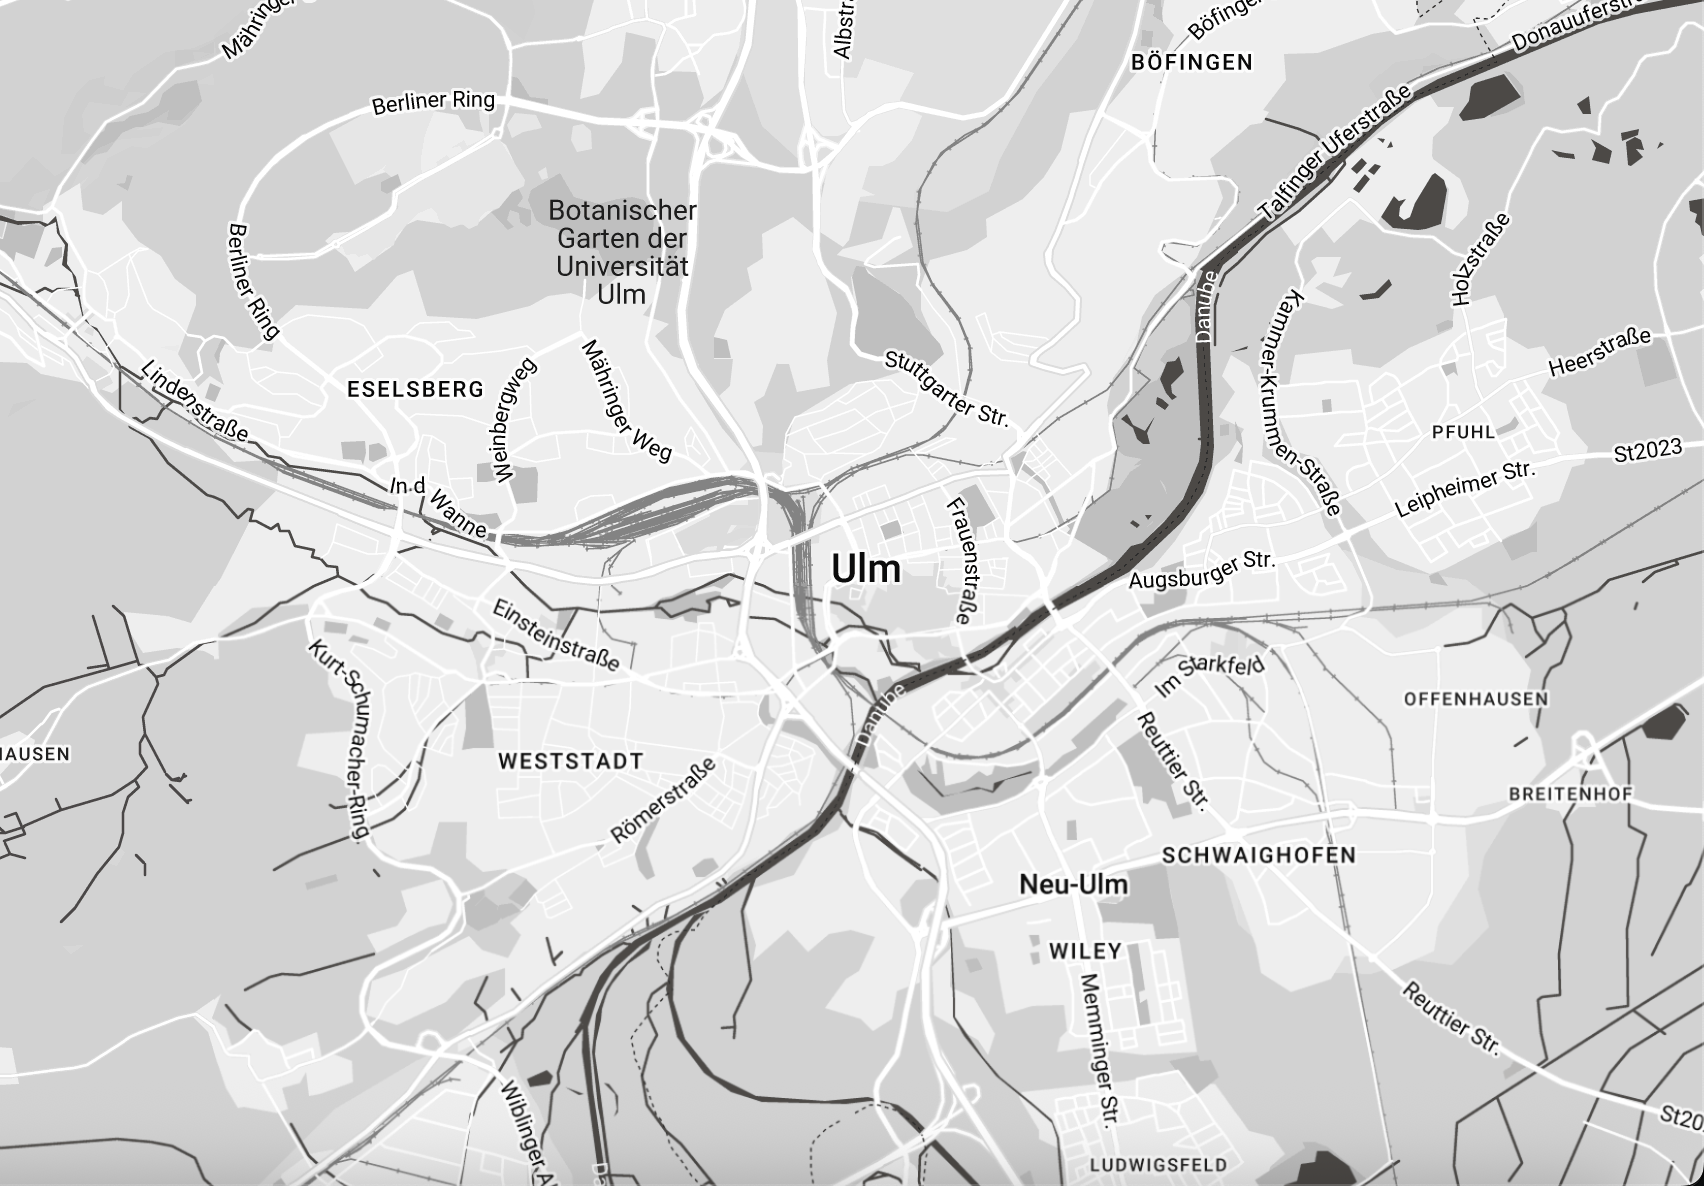 Mähringer
Albstr
Böfinger
Donauuferstr
BÖFINGEN
Berliner Ring
Talfinger Uferstraße
Botanischer
Garten der
Universität
Ulm
Berliner Ring
Holzstraße
Danube
Kammer-Krummen-Straße
Heerstraße
Lindenstraße
ESELSBERG
Weinbergweg
Mähringer Weg
Stuttgarter Str.
PFUHL
St2023
Leipheimer Str.
In d Wanne
Frauenstraße
Ulm
Augsburger Str.
Einsteinstraße
Kurt-Schumacher-Ring
Im Starkfeld
OFFENHAUSEN
Danube
Reuttier Str.
HAUSEN
WESTSTADT
Römerstraße
BREITENHOF
SCHWAIGHOFEN
Neu-Ulm
WILEY
Memminger Str.
Reuttier Str.
Wiblinger A
St20
LUDWIGSFELD